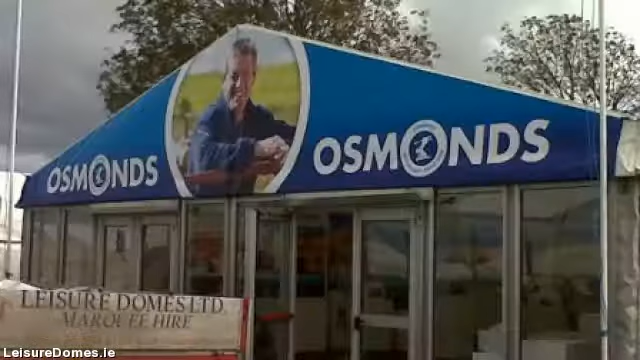 OSMONDS
OSMONDS
LEISURE DOMES LTD.
MARQUEE HIRE
LeisureDomes.ie